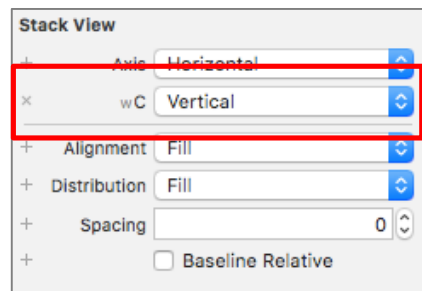 Stack View
+ Axis Horizontal
× wC Vertical
+ Alignment Fill
+ Distribution Fill
+ Spacing 0
+ Baseline Relative